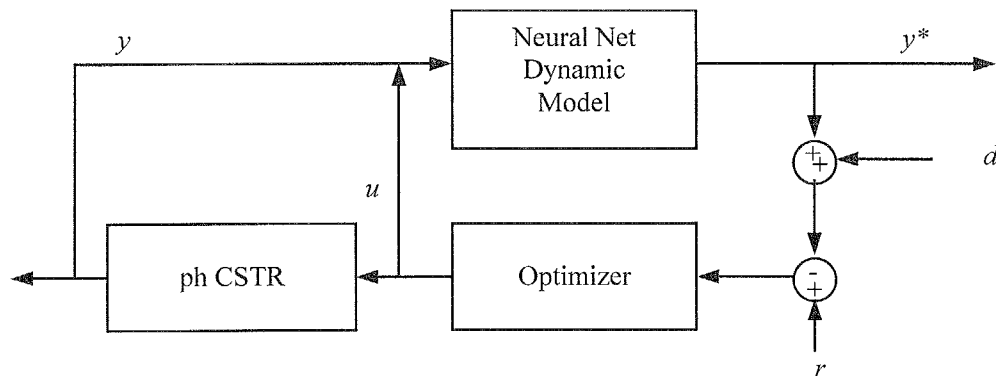 y
Neural Net
Dynamic
Model
y*
+
+
d
u
ph CSTR
Optimizer
-
+
r